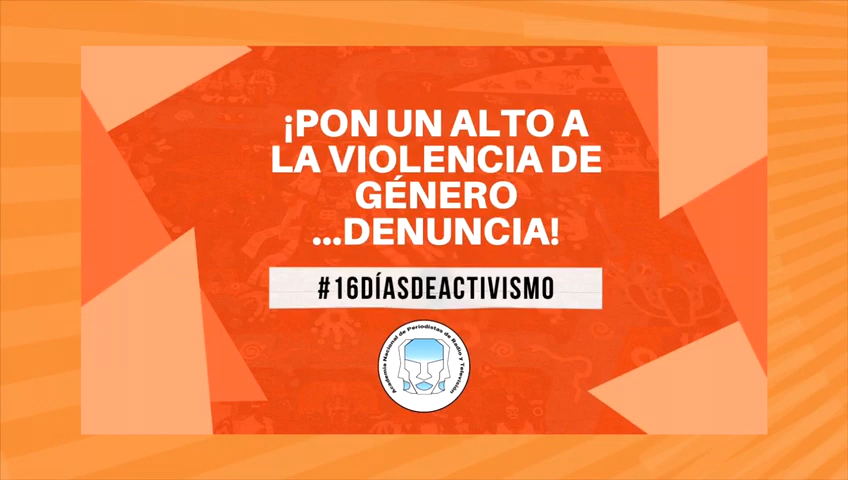 ¡PON UN ALTO A
LA VIOLENCIA DE
GÉNERO
...DENUNCIA!
#16DÍASDEACTIVISMO
Academia Nacional de Periodistas de Radio y Televisión